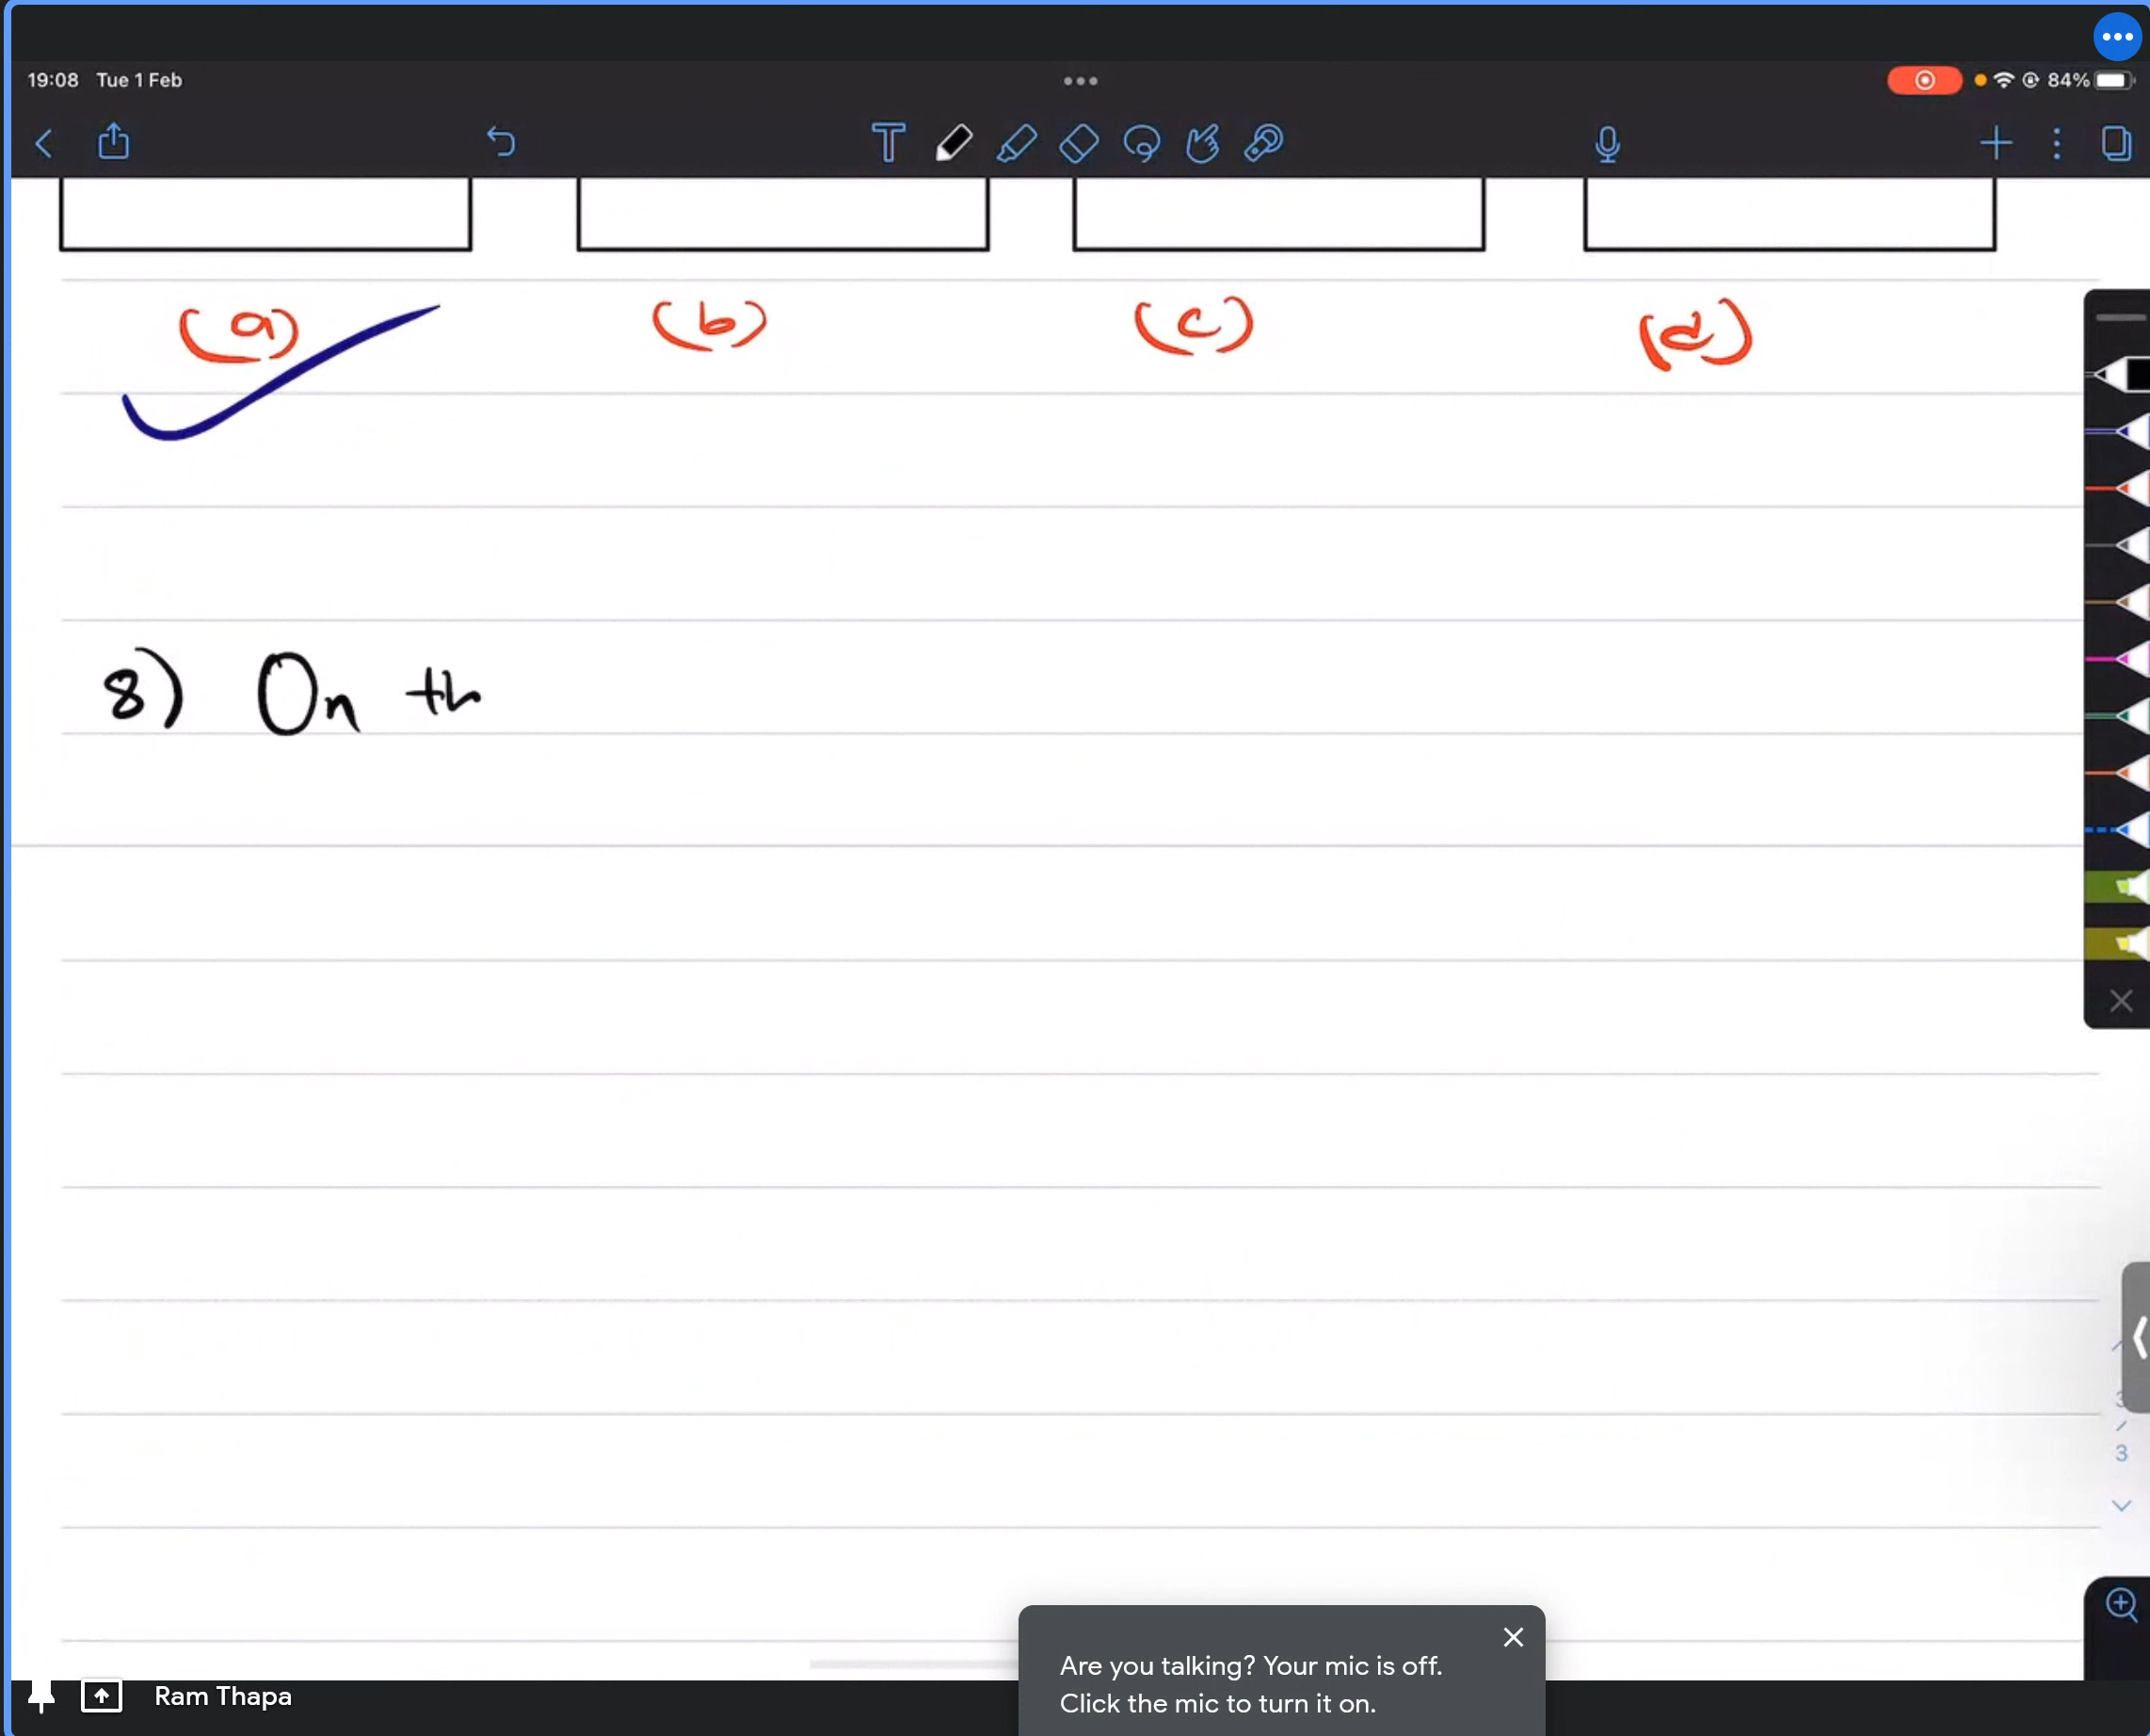 19:08 Tue 1 Feb 84%
(a) (b) (c) (d)
8) On th
3
Are you talking? Your mic is off.
Click the mic to turn it on.
Ram Thapa